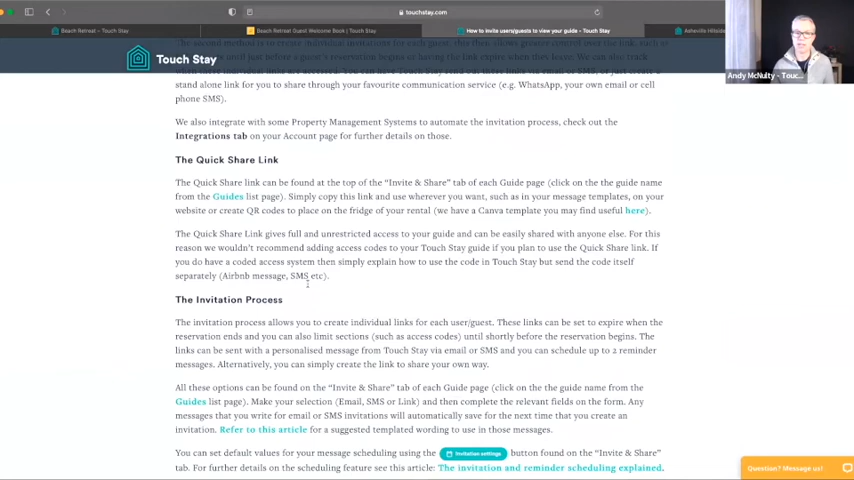 touchstay.com
Beach Retreat - Touch Stay
Beach Retreat Guest Welcome Book | Touch Stay
How to invite users/guests to view your guide - Touch Stay
Asheville Hillside
Touch Stay
Andy McNulty - Touc...
stand alone link for you to share through your favourite communication service (e.g. WhatsApp, your own email or cell
phone SMS).
We also integrate with some Property Management Systems to automate the invitation process, check out the
Integrations tab on your Account page for further details on those.
The Quick Share Link
The Quick Share link can be found at the top of the “Invite & Share” tab of each Guide page (click on the the guide name
from the Guides list page). Simply copy this link and use wherever you want, such as in your message templates, on your
website or create QR codes to place on the fridge of your rental (we have a Canva template you may find useful here).
The Quick Share Link gives full and unrestricted access to your guide and can be easily shared with anyone else. For this
reason we wouldn't recommend adding access codes to your Touch Stay guide if you plan to use the Quick Share link. If
you do have a coded access system then simply explain how to use the code in Touch Stay but send the code itself
separately (Airbnb message, SMS etc).
The Invitation Process
The invitation process allows you to create individual links for each user/guest. These links can be set to expire when the
reservation ends and you can also limit sections (such as access codes) until shortly before the reservation begins. The
links can be sent with a personalised message from Touch Stay via email or SMS and you can schedule up to 2 reminder
messages. Alternatively, you can simply create the link to share your own way.
All these options can be found on the “Invite & Share” tab of each Guide page (click on the the guide name from the
Guides list page). Make your selection (Email, SMS or Link) and then complete the relevant fields on the form. Any
messages that you write for email or SMS invitations will automatically save for the next time that you create an
invitation. Refer to this article for a suggested templated wording to use in those messages.
You can set default values for your message scheduling using the Invitation settings button found on the “Invite & Share”
tab. For further details on the scheduling feature see this article: The invitation and reminder scheduling explained.
Question? Message us!